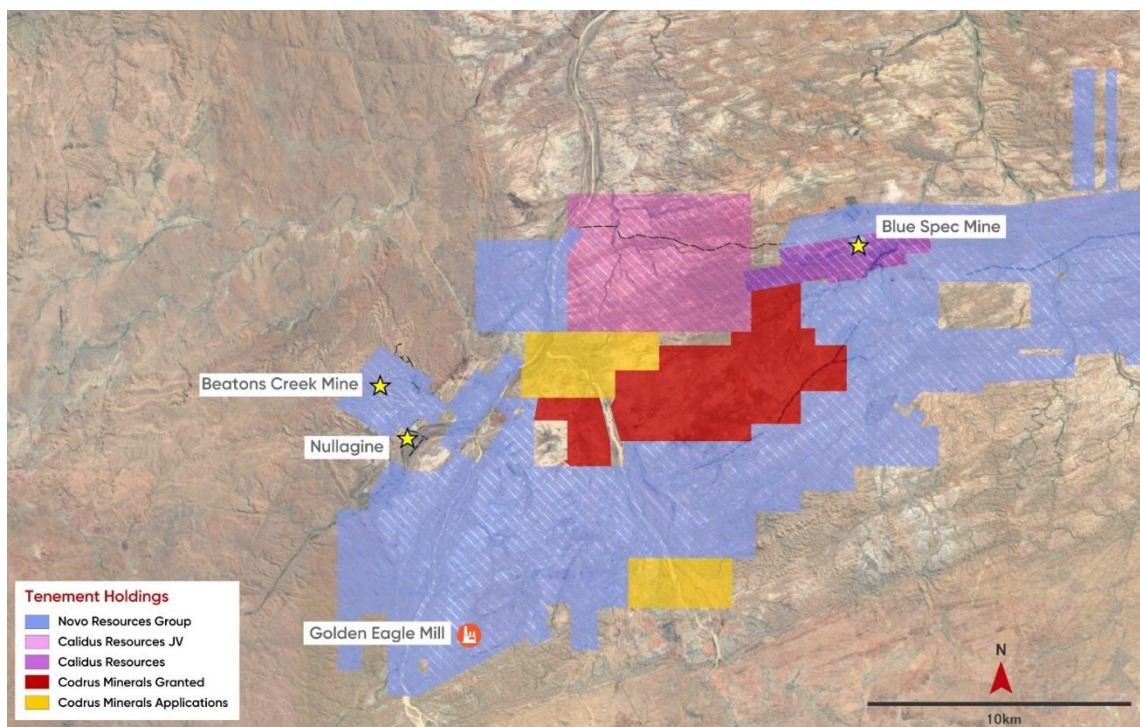 Blue Spec Mine
Beatons Creek Mine
Nullagine
Golden Eagle Mill
Tenement Holdings
Novo Resources Group
Calidus Resources JV
Calidus Resources
Codrus Minerals Granted
Codrus Minerals Applications
N
10km